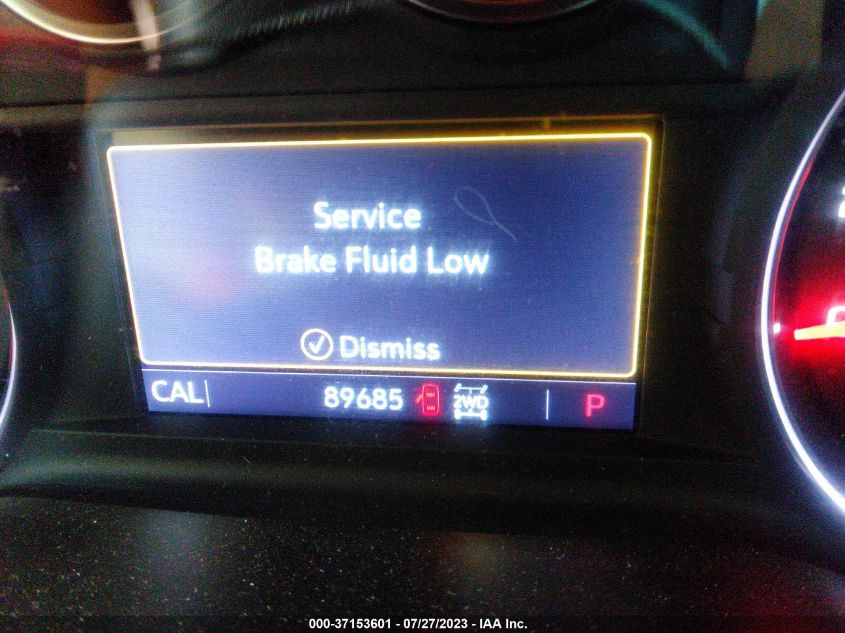 Service
Brake Fluid Low
Dismiss
CAL
89685
2WD
P
000-37153601 - 07/27/2023 - IAA Inc.